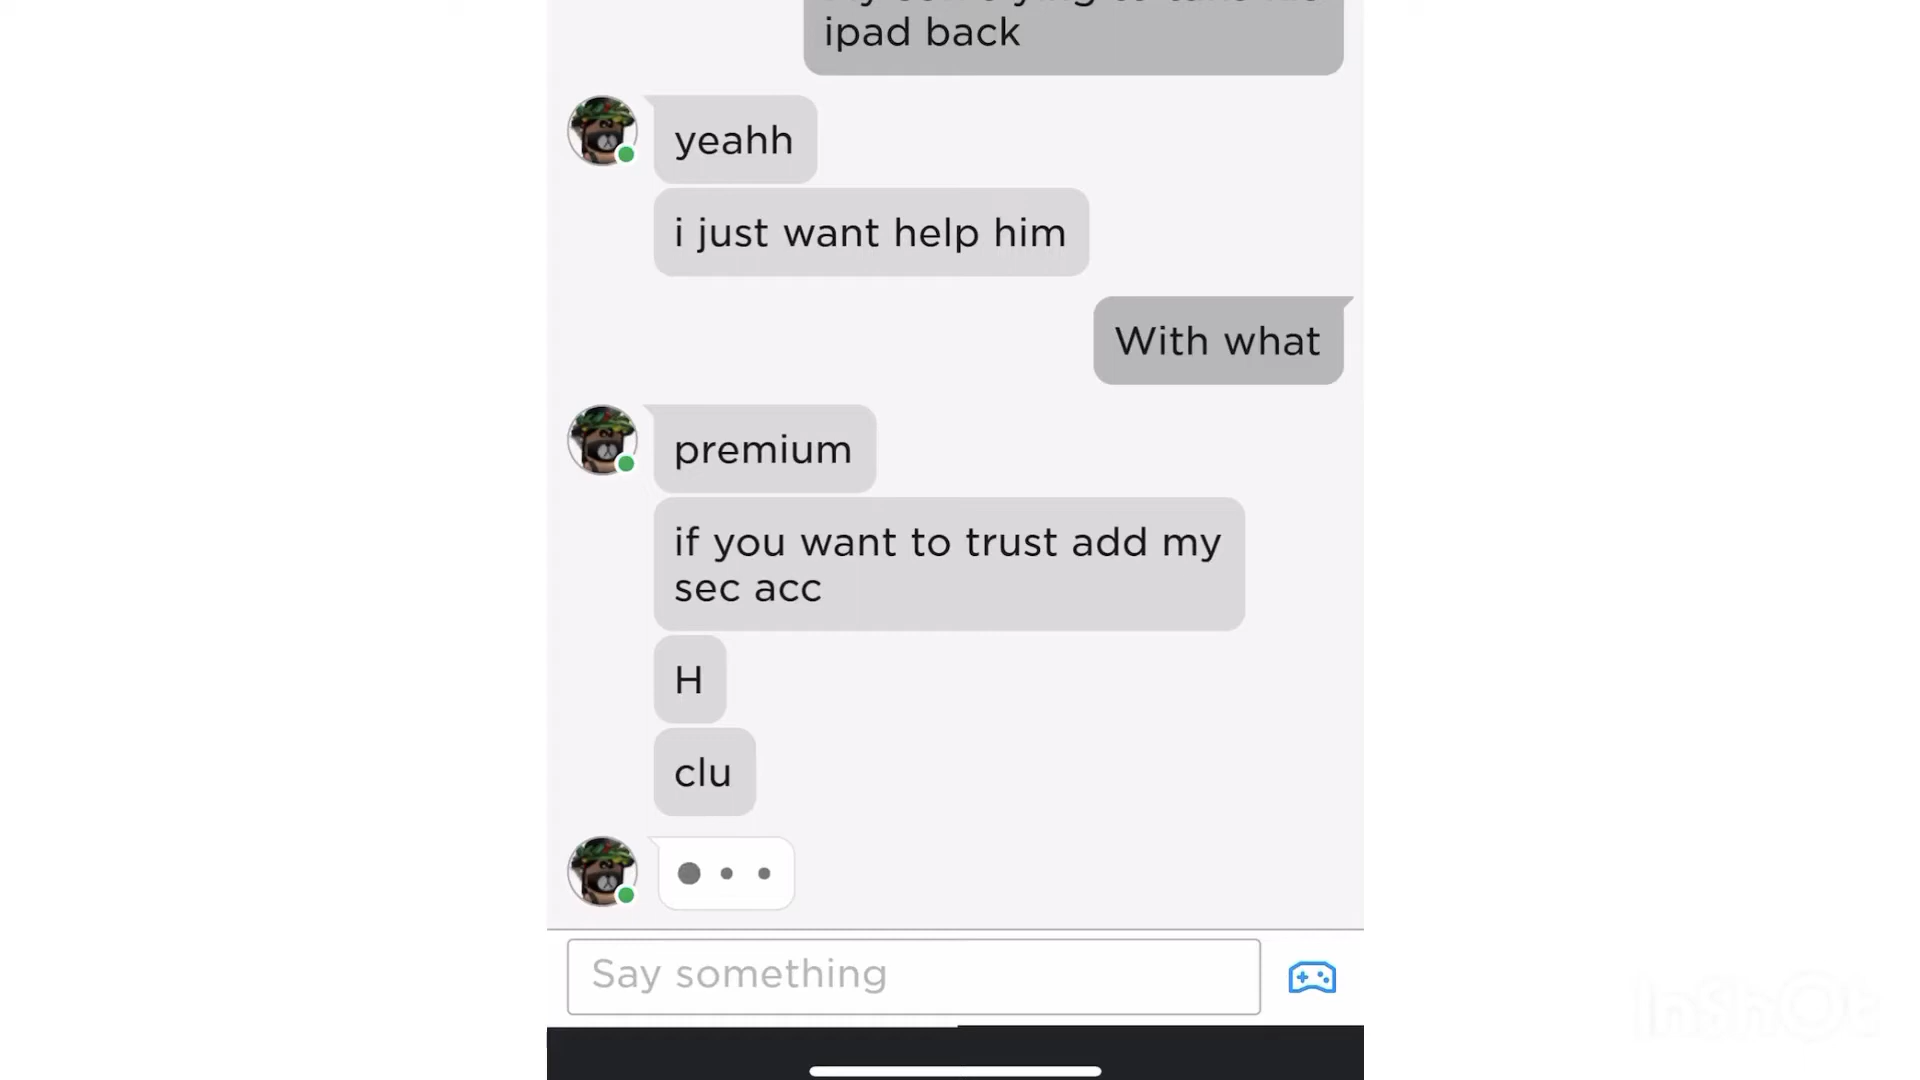 ipad back
yeahh
i just want help him
With what
premium
if you want to trust add my
sec acc
H
clu
Say something
InShOt